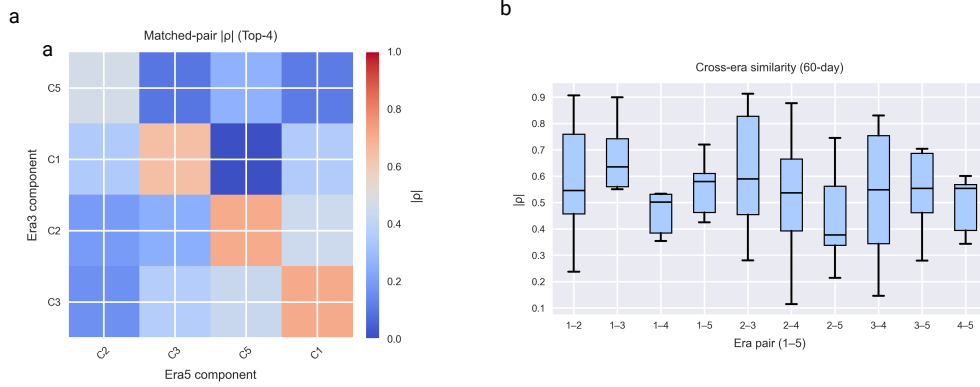 a
Matched-pair |ρ| (Top-4)
a
C5
C1
C2
C3
Era3 component
C2
C3
C5
C1
Era5 component
1.0
0.8
0.6
0.4
0.2
0.0
|ρ|
b
Cross-era similarity (60-day)
0.9
0.8
0.7
0.6
0.5
0.4
0.3
0.2
0.1
|ρ|
1–2
1–3
1–4
1–5
2–3
2–4
2–5
3–4
3–5
4–5
Era pair (1–5)